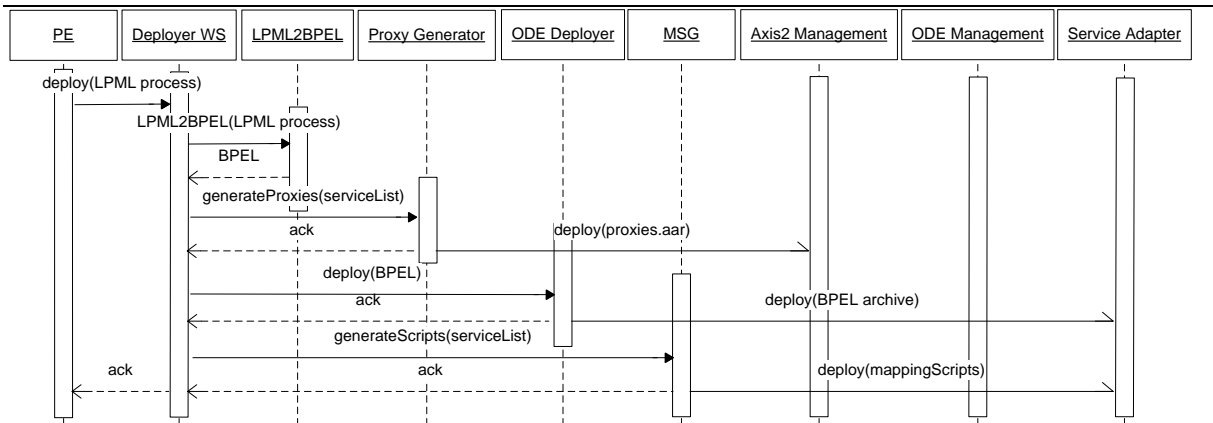 PE Deployer WS LPML2BPEL Proxy Generator ODE Deployer MSG Axis2 Management ODE Management Service Adapter
deploy(LPML process)
LPML2BPEL(LPML process)
BPEL
generateProxies(serviceList)
ack deploy(proxies.aar)
deploy(BPEL)
ack deploy(BPEL archive)
generateScripts(serviceList)
ack ack deploy(mappingScripts)